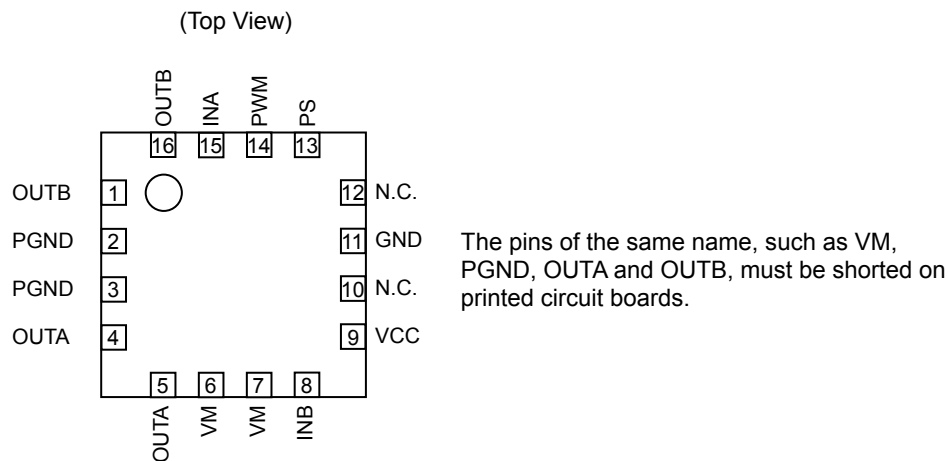 (Top View)
OUTB
INA
PWM
PS
16
15
14
13
OUTB 1
12 N.C.
PGND 2
11 GND
PGND 3
10 N.C.
OUTA 4
9 VCC
5
6
7
8
OUTA
VM
VM
INB
The pins of the same name, such as VM,
PGND, OUTA and OUTB, must be shorted on
printed circuit boards.